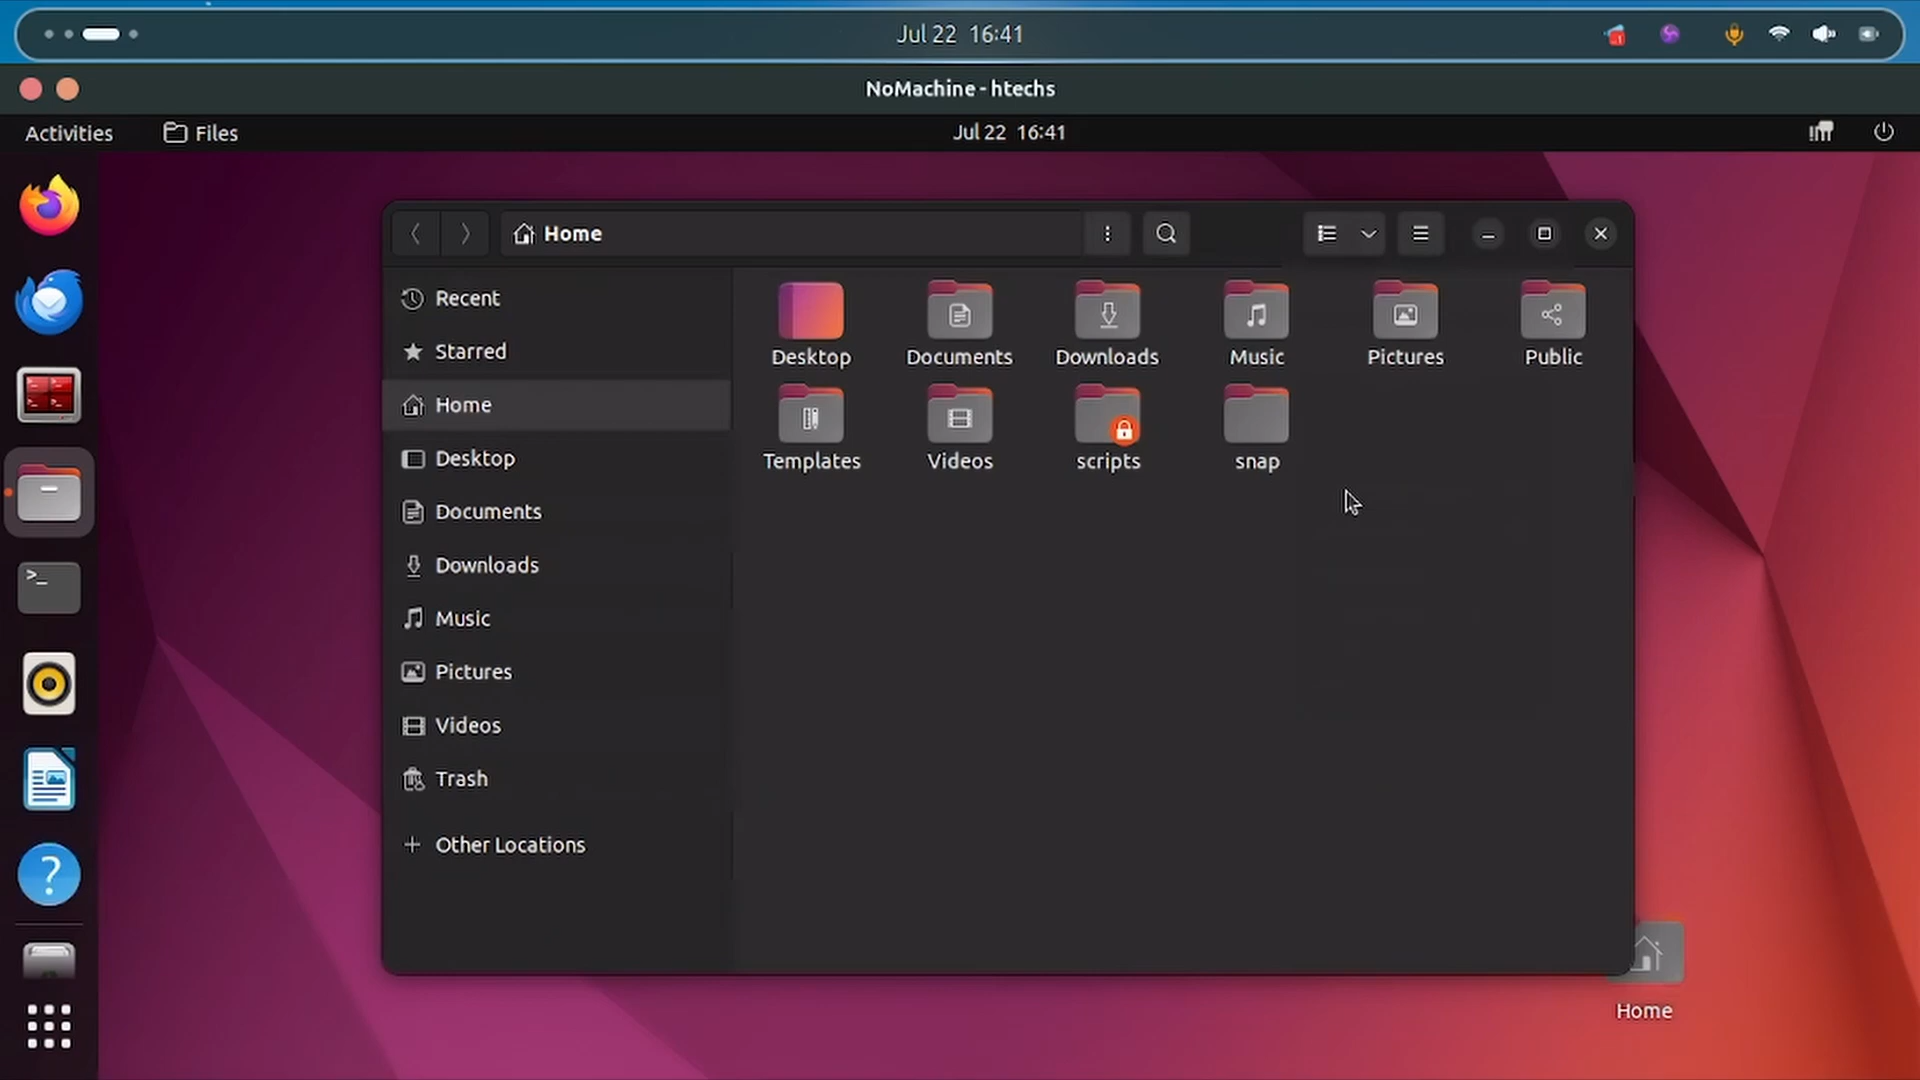 Jul 22 16:41
NoMachine - htechs
Activities
Files
Jul 22 16:41
Home
Recent
Starred
Home
Desktop
Documents
Downloads
Music
Pictures
Videos
Trash
Other Locations
Desktop
Documents
Downloads
Music
Pictures
Public
Templates
Videos
scripts
snap
Home